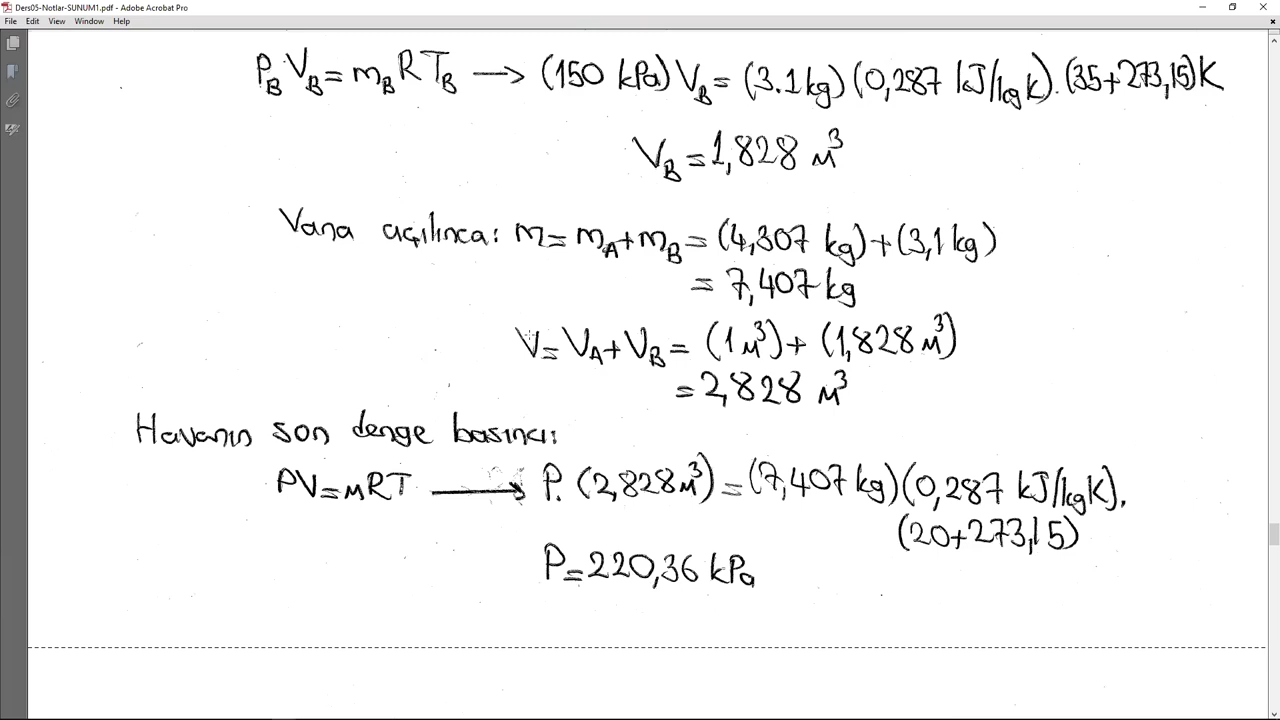 Ders05-Notlar-SUNUM1.pdf - Adobe Acrobat Pro
File Edit View Window Help
P_B V_B = m_B R T_B → (150 kPa) V_B = (3.1 kg) (0,287 kJ/kgK). (35+273,15)K
V_B = 1,828 m³
Vana açılınca: m = m_A + m_B = (4,307 kg) + (3,1 kg)
= 7,407 kg
V = V_A + V_B = (1 m³) + (1,828 m³)
= 2,828 m³
Havanın son denge basıncı:
PV = mRT → P. (2,828 m³) = (7,407 kg) (0,287 kJ/kgK).
(20+273,15)
P = 220,36 kPa